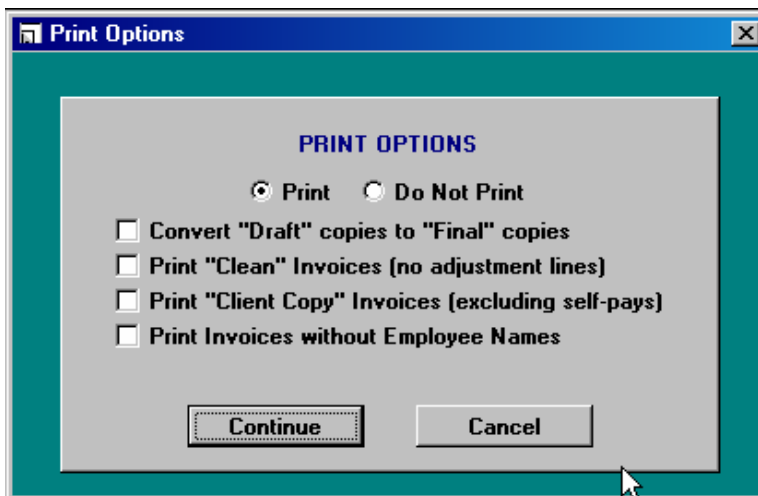 Print Options
PRINT OPTIONS
Print Do Not Print
Convert "Draft" copies to "Final" copies
Print "Clean" Invoices (no adjustment lines)
Print "Client Copy" Invoices (excluding self-pays)
Print Invoices without Employee Names
Continue Cancel